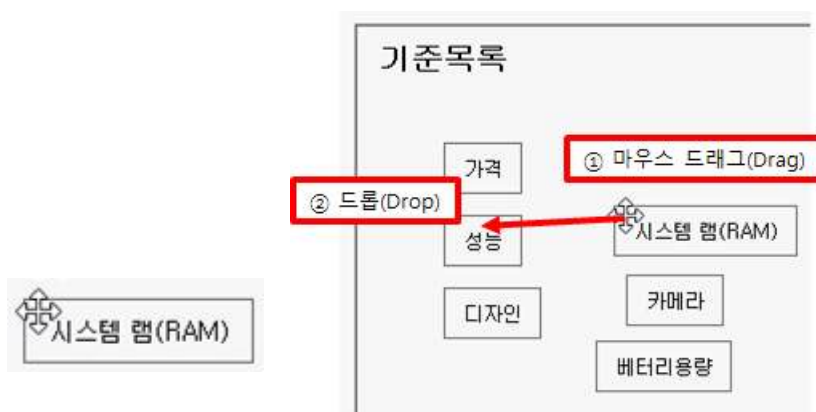 기준목록
가격
① 마우스 드래그(Drag)
② 드롭(Drop)
성능
시스템 램(RAM)
디자인
카메라
베터리용량
시스템 램(RAM)